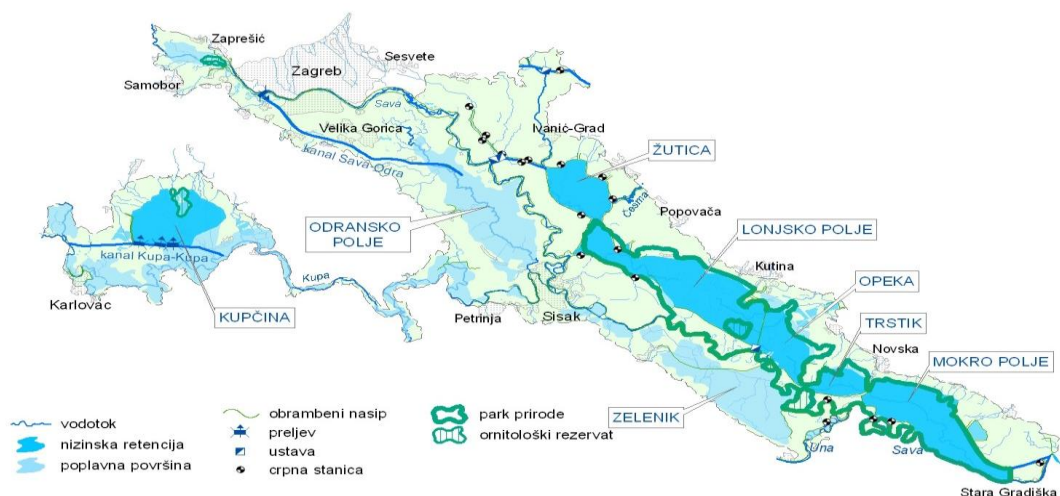 Zaprešić
Sesvete
Zagreb
Samobor
Sava
Velika Gorica
Ivanić-Grad
kanal Sava-Odra
ŽUTICA
Česma
Popovača
ODRANSKO
POLJE
LONJSKO POLJE
kanal Kupa-Kupa
Kupa
Kutina
OPEKA
Karlovac
KUPČINA
Petrinja
Sisak
TRSTIK
Novska
MOKRO POLJE
ZELENIK
Una
Sava
Stara Gradiška
vodotok
nizinska retencija
poplavna površina
obrambeni nasip
preljev
ustava
crpna stanica
park prirode
ornitološki rezervat